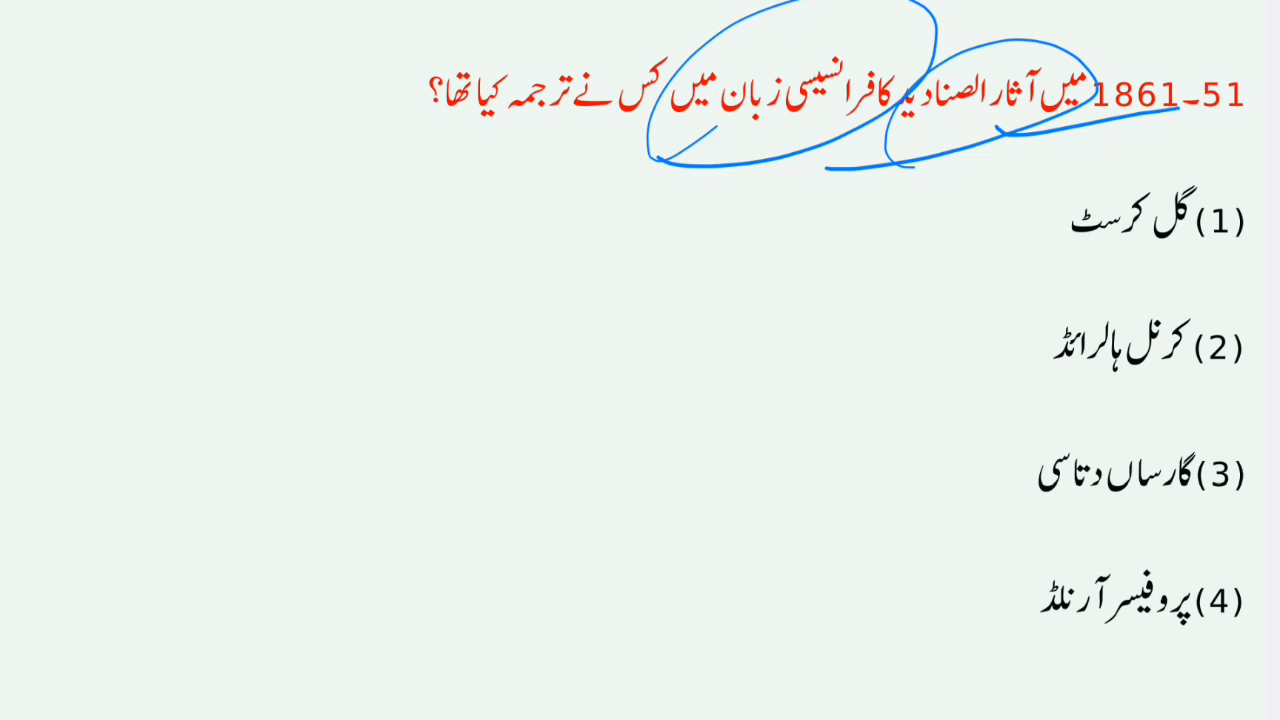 51۔1861 میں آثار الصنادید کا فرانسیسی زبان میں کس نے ترجمہ کیا تھا؟
(1) گل کرسٹ
(2) کرنل ہالرائڈ
(3) گارساں دتاسی
(4) پروفیسر آرنلڈ